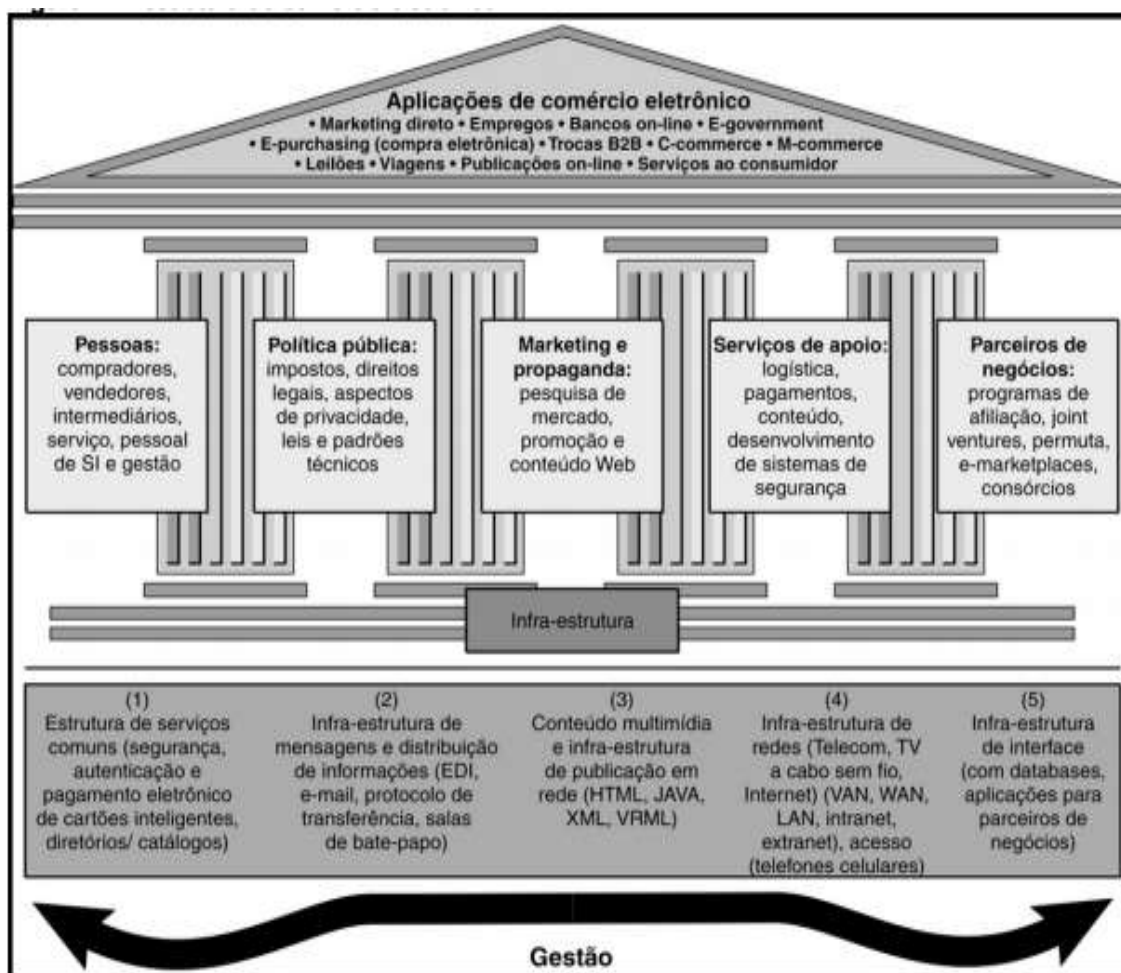 Aplicações de comércio eletrônico
• Marketing direto • Empregos • Bancos on-line • E-government
• E-purchasing (compra eletrônica) • Trocas B2B • C-commerce • M-commerce
• Leilões • Viagens • Publicações on-line • Serviços ao consumidor
Pessoas:
compradores,
vendedores,
intermediários,
serviço, pessoal
de SI e gestão
Política pública:
impostos, direitos
legais, aspectos
de privacidade,
leis e padrões
técnicos
Marketing e
propaganda:
pesquisa de
mercado,
promoção e
conteúdo Web
Serviços de apoio:
logística,
pagamentos,
conteúdo,
desenvolvimento
de sistemas de
segurança
Parceiros de
negócios:
programas de
afiliação, joint
ventures, permuta,
e-marketplaces,
consórcios
Infra-estrutura
(1)
Estrutura de serviços
comuns (segurança,
autenticação e
pagamento eletrônico
de cartões inteligentes,
diretórios/ catálogos)
(2)
Infra-estrutura de
mensagens e distribuição
de informações (EDI,
e-mail, protocolo de
transferência, salas
de bate-papo)
(3)
Conteúdo multimídia
e infra-estrutura
de publicação em
rede (HTML, JAVA,
XML, VRML)
(4)
Infra-estrutura de
redes (Telecom, TV
a cabo sem fio,
Internet) (VAN, WAN,
LAN, intranet,
extranet), acesso
(telefones celulares)
(5)
Infra-estrutura
de interface
(com databases,
aplicações para
parceiros de
negócios)
Gestão